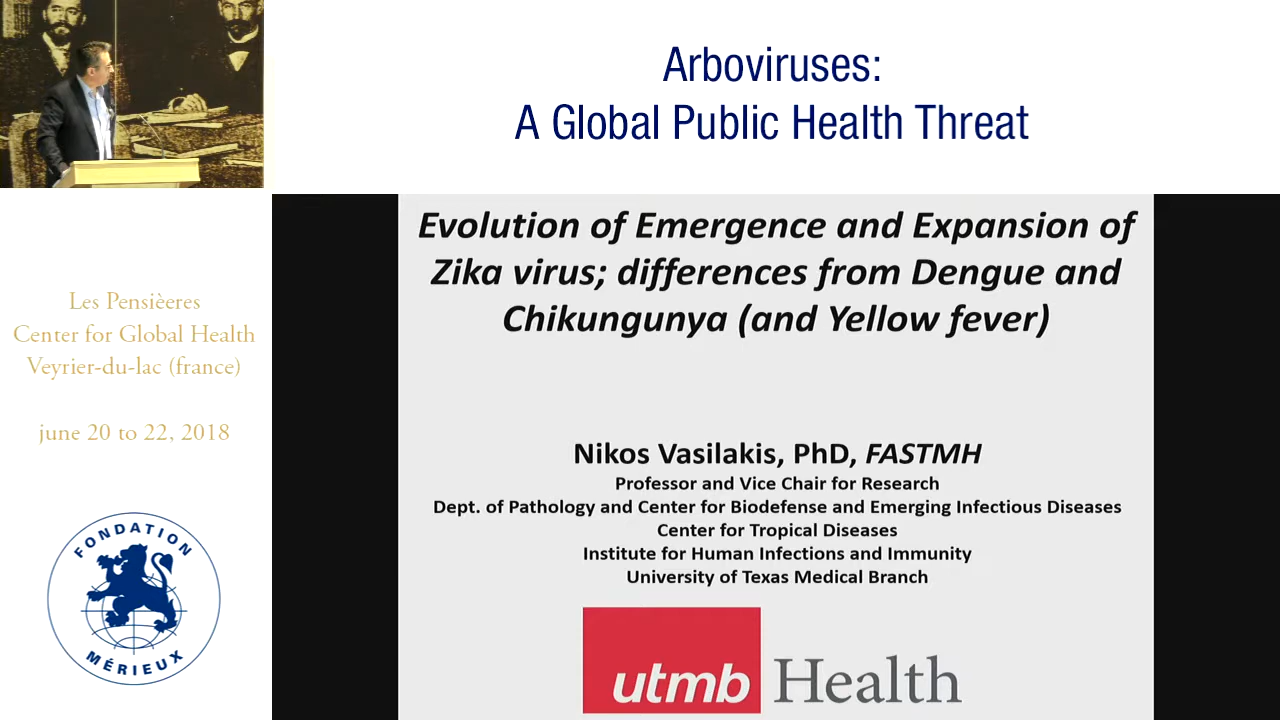 Arboviruses:
A Global Public Health Threat
Evolution of Emergence and Expansion of
Zika virus; differences from Dengue and
Chikungunya (and Yellow fever)
Nikos Vasilakis, PhD, FASTMH
Professor and Vice Chair for Research
Dept. of Pathology and Center for Biodefense and Emerging Infectious Diseases
Center for Tropical Diseases
Institute for Human Infections and Immunity
University of Texas Medical Branch
utmb Health
Les Pensièeres
Center for Global Health
Veyrier-du-lac (france)
june 20 to 22, 2018
FONDATION
MÉRIEUX